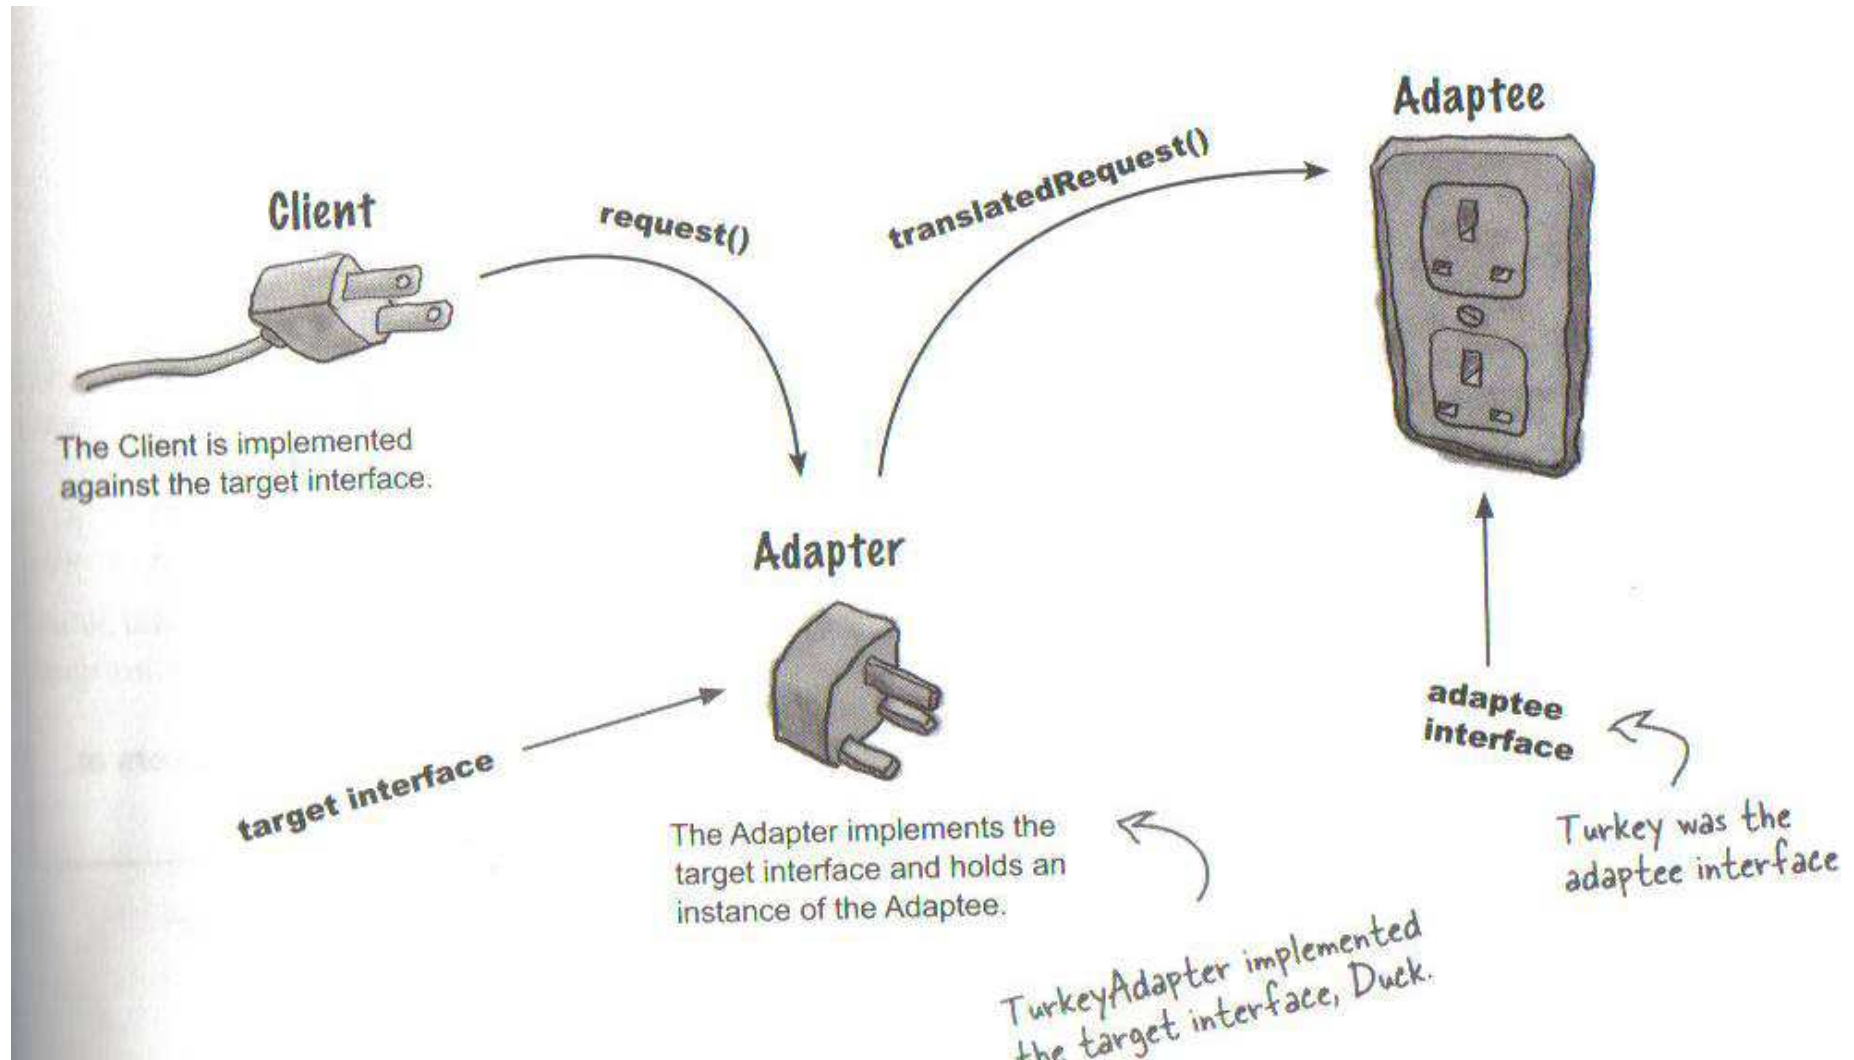 Adaptee
Client
request()
translatedRequest()
The Client is implemented
against the target interface.
Adapter
target interface
The Adapter implements the
target interface and holds an
instance of the Adaptee.
adaptee
interface
Turkey was the
adaptee interface
TurkeyAdapter implemented
the target interface, Duck.